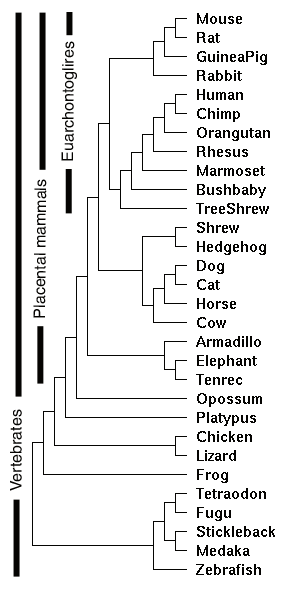 Vertebrates
Placental mammals
Euarchontoglires
Mouse
Rat
GuineaPig
Rabbit
Human
Chimp
Orangutan
Rhesus
Marmoset
Bushbaby
TreeShrew
Shrew
Hedgehog
Dog
Cat
Horse
Cow
Armadillo
Elephant
Tenrec
Opossum
Platypus
Chicken
Lizard
Frog
Tetraodon
Fugu
Stickleback
Medaka
Zebrafish